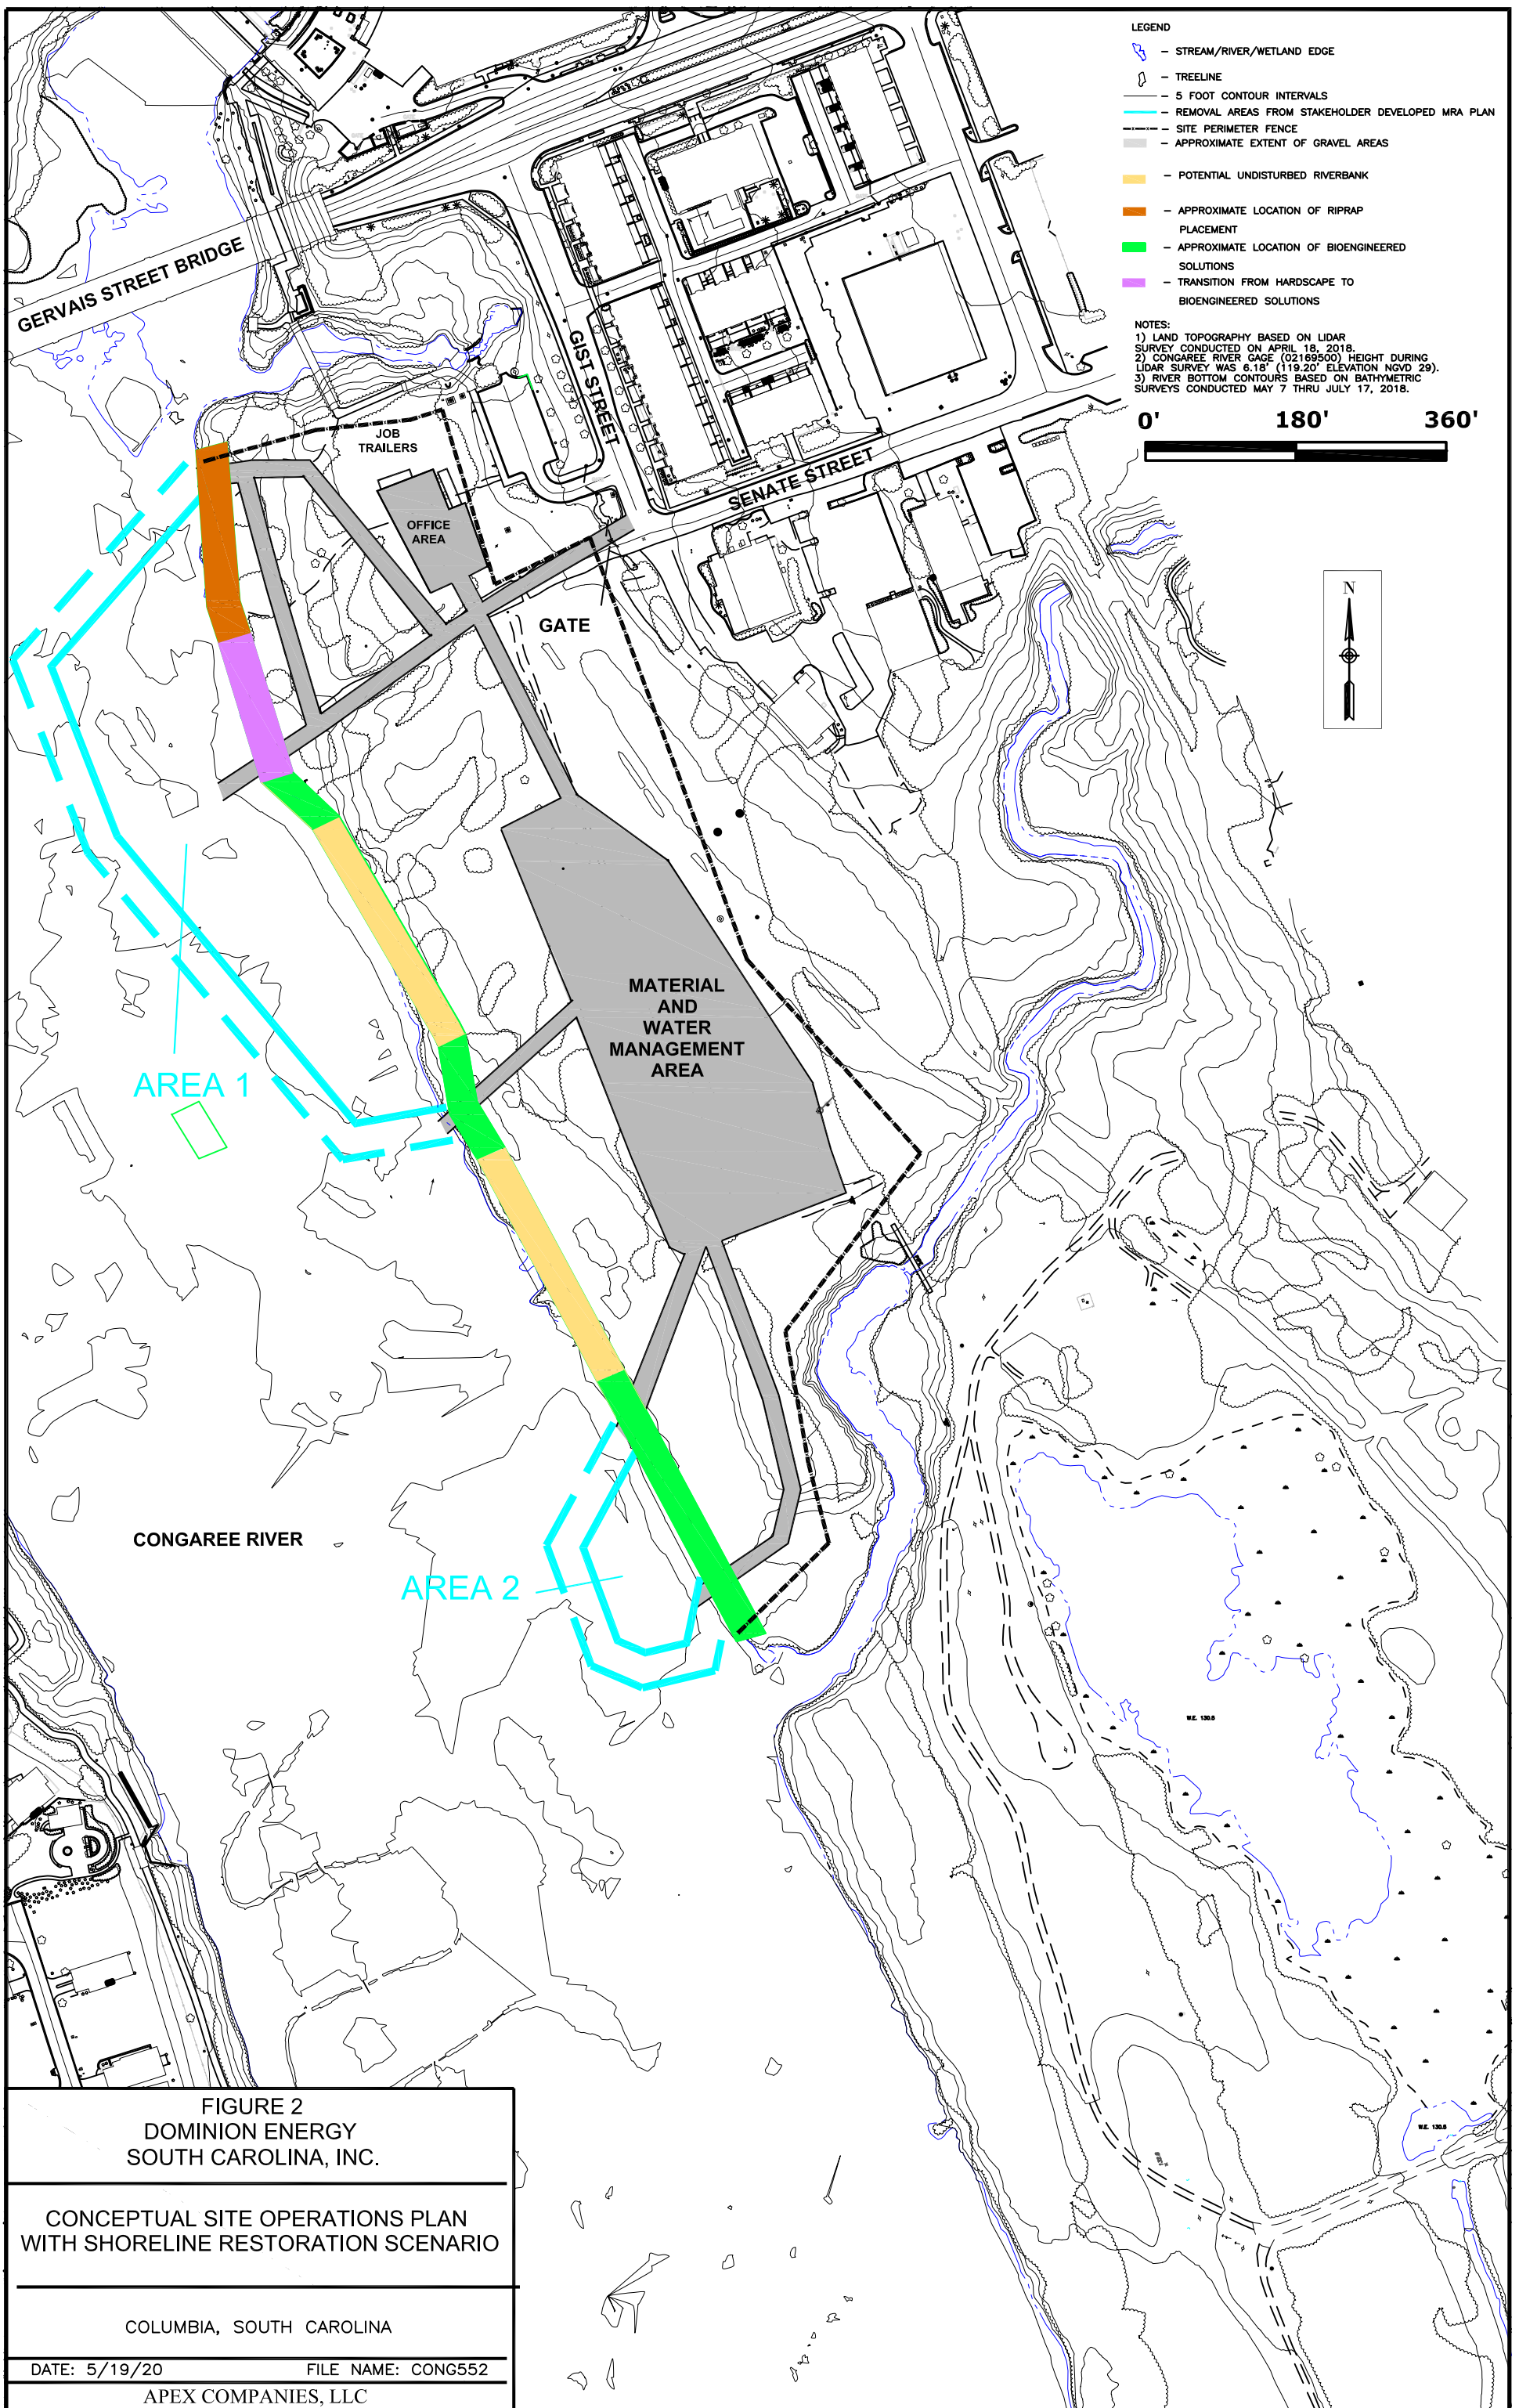 LEGEND
– STREAM/RIVER/WETLAND EDGE
– TREELINE
– 5 FOOT CONTOUR INTERVALS
– REMOVAL AREAS FROM STAKEHOLDER DEVELOPED MRA PLAN
– SITE PERIMETER FENCE
– APPROXIMATE EXTENT OF GRAVEL AREAS
– POTENTIAL UNDISTURBED RIVERBANK
– APPROXIMATE LOCATION OF RIPRAP
PLACEMENT
– APPROXIMATE LOCATION OF BIOENGINEERED
SOLUTIONS
– TRANSITION FROM HARDSCAPE TO
BIOENGINEERED SOLUTIONS
NOTES:
1) LAND TOPOGRAPHY BASED ON LIDAR
SURVEY CONDUCTED ON APRIL 18, 2018.
2) CONGAREE RIVER GAGE (02169500) HEIGHT DURING
LIDAR SURVEY WAS 6.18' (119.20' ELEVATION NGVD 29).
3) RIVER BOTTOM CONTOURS BASED ON BATHYMETRIC
SURVEYS CONDUCTED MAY 7 THRU JULY 17, 2018.
0' 180' 360'
N
GERVAIS STREET BRIDGE
GIST STREET
SENATE STREET
JOB
TRAILERS
OFFICE
AREA
GATE
MATERIAL
AND
WATER
MANAGEMENT
AREA
AREA 1
CONGAREE RIVER
AREA 2
W.E. 130.6
W.E. 130.6
FIGURE 2
DOMINION ENERGY
SOUTH CAROLINA, INC.
CONCEPTUAL SITE OPERATIONS PLAN
WITH SHORELINE RESTORATION SCENARIO
COLUMBIA, SOUTH CAROLINA
DATE: 5/19/20 FILE NAME: CONG552
APEX COMPANIES, LLC